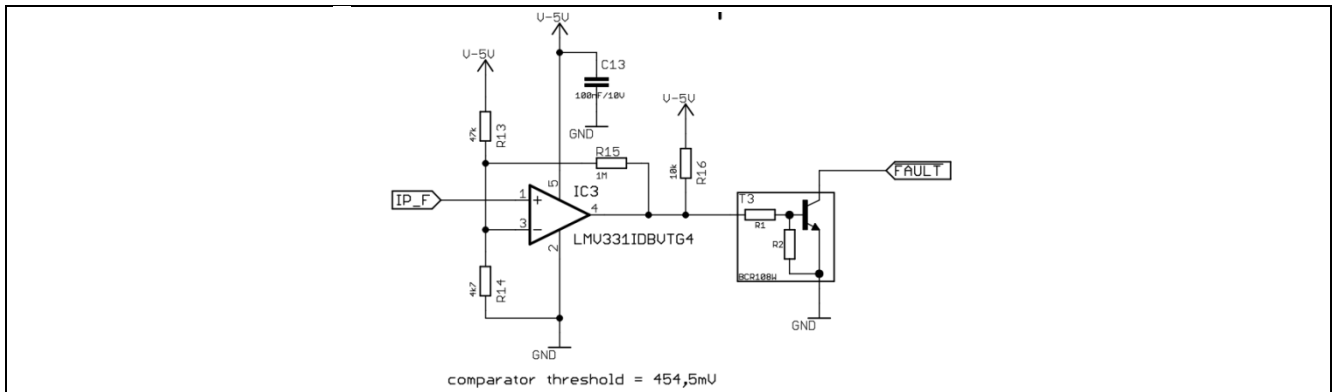 V-5V
V-5V
C13
100nF/10V
GND
V-5V
47k
R13
R15
1M
10k
R16
IP_F
1
+
5
IC3
4
3
-
2
LMV331IDBVTG4
T3
R1
R2
BCR108W
FAULT
4k7
R14
GND
GND
comparator threshold = 454,5mV